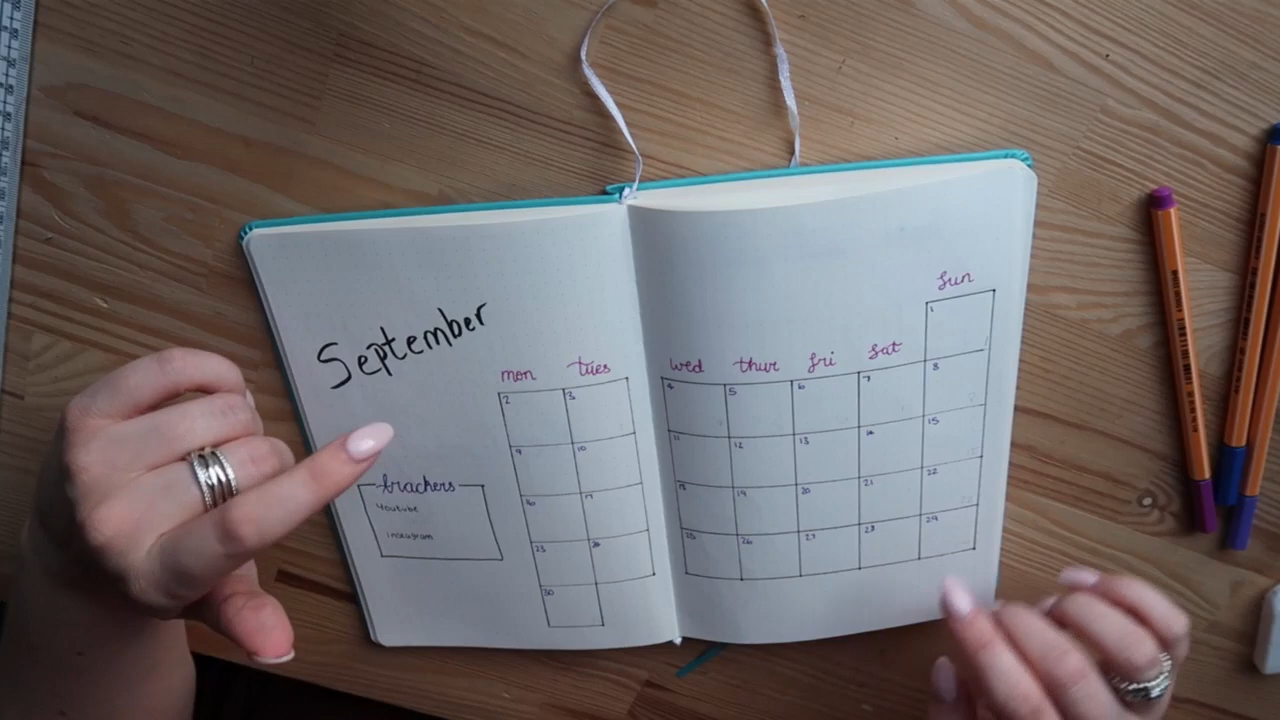 September
mon tues wed thur fri sat sun
1
2 3 4 5 6 7 8
9 10 11 12 13 14 15
16 17 18 19 20 21 22
23 25 26 27 28 29
30
trackers
Youtube
instagram